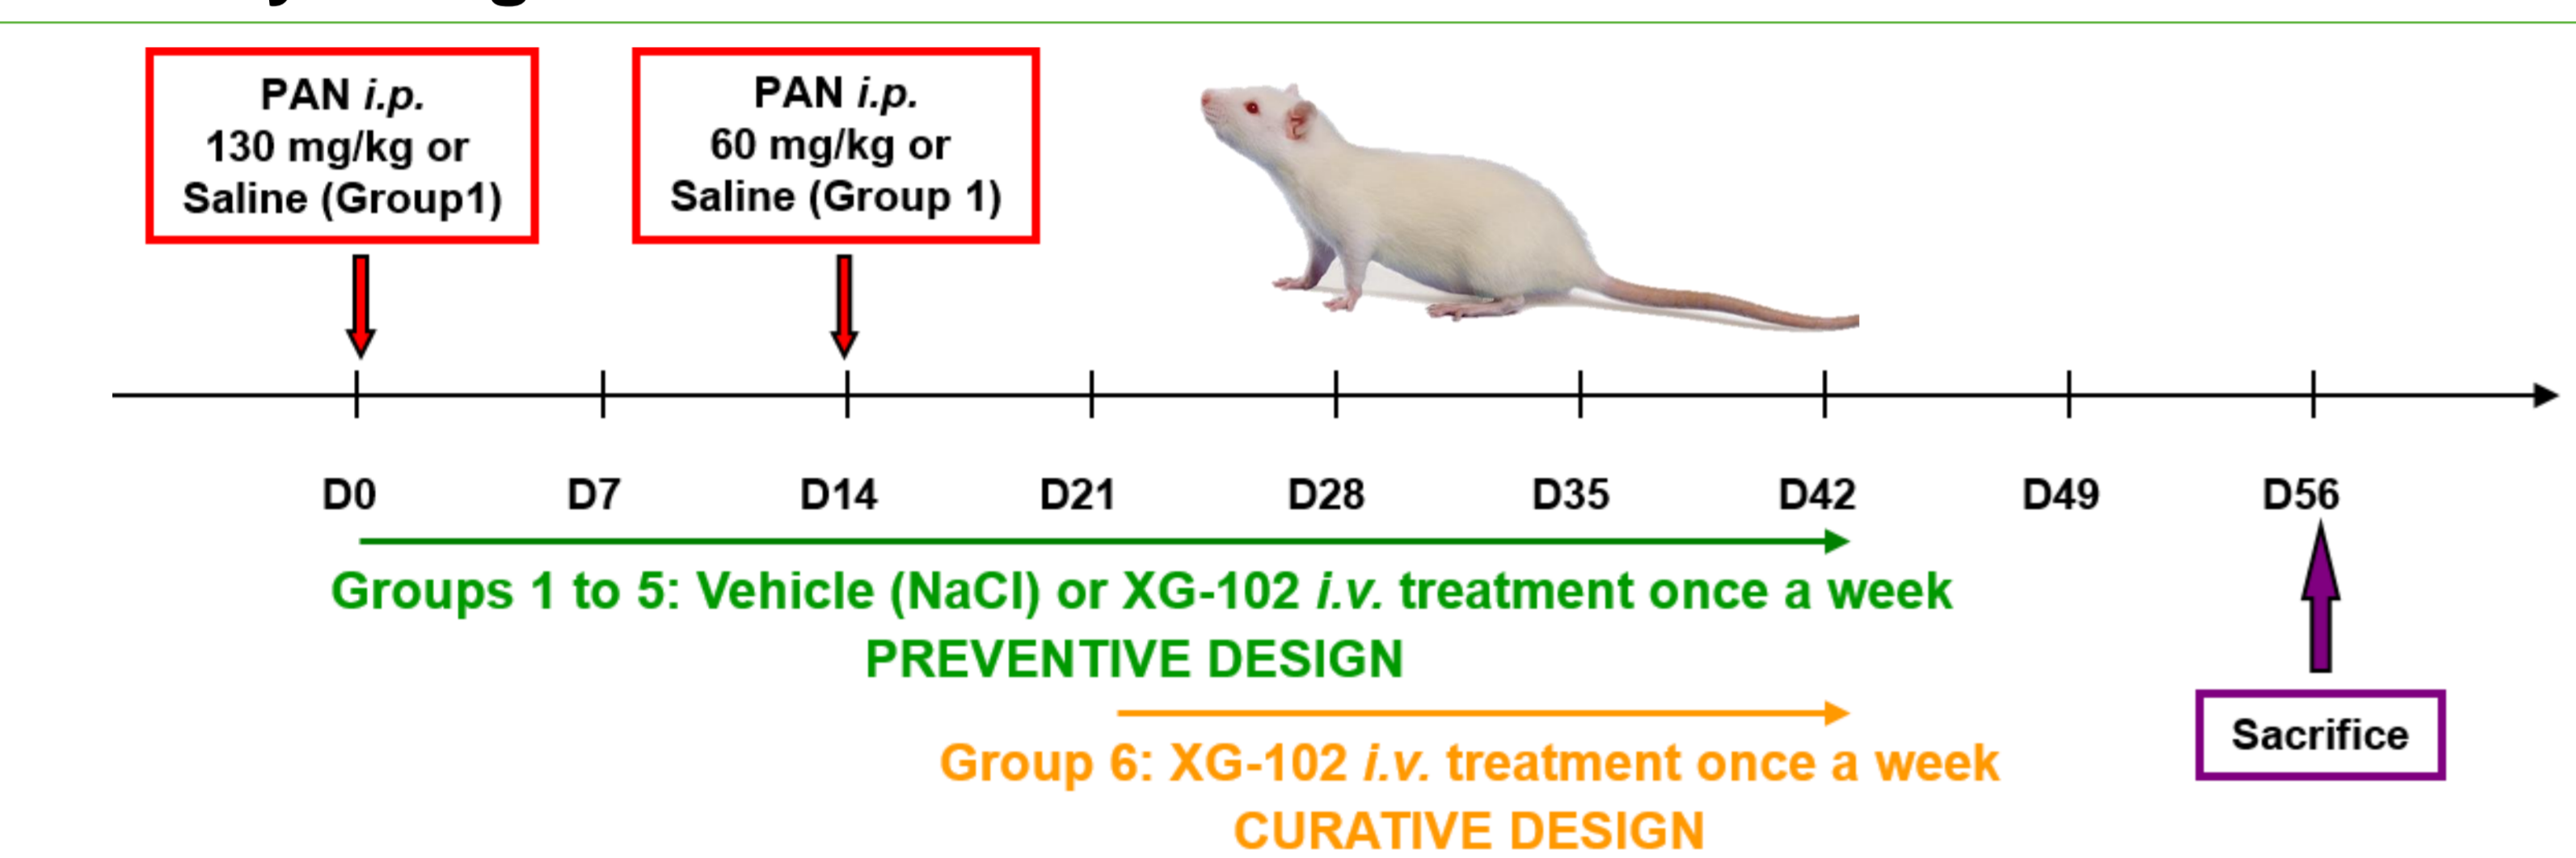 PAN i.p.
130 mg/kg or
Saline (Group1)
PAN i.p.
60 mg/kg or
Saline (Group 1)
D0 D7 D14 D21 D28 D35 D42 D49 D56
Groups 1 to 5: Vehicle (NaCl) or XG-102 i.v. treatment once a week
PREVENTIVE DESIGN
Group 6: XG-102 i.v. treatment once a week
CURATIVE DESIGN
Sacrifice